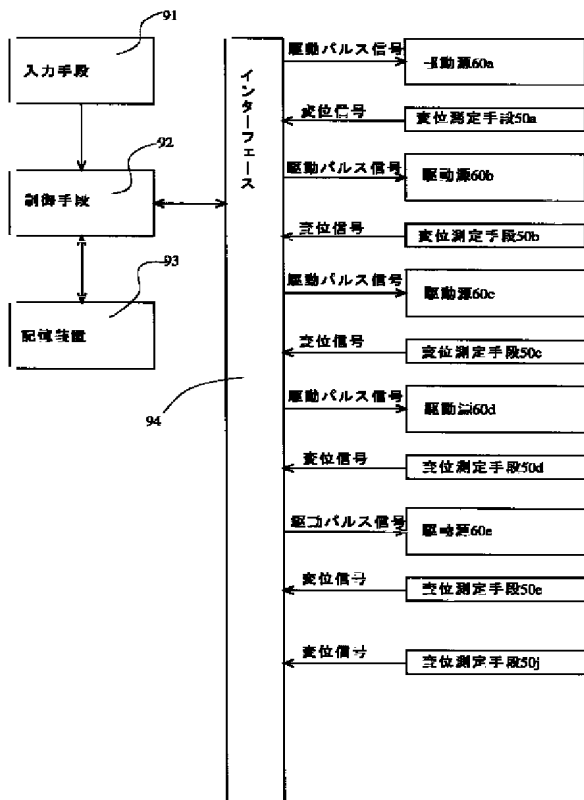 91
入力手段
92
制御手段
93
記憶装置
94
インターフェース
駆動パルス信号
駆動源60a
変位信号
変位測定手段50a
駆動パルス信号
駆動源60b
変位信号
変位測定手段50b
駆動パルス信号
駆動源60c
変位信号
変位測定手段50c
駆動パルス信号
駆動源60d
変位信号
変位測定手段50d
駆動パルス信号
駆動源60e
変位信号
変位測定手段50e
変位信号
変位測定手段50j